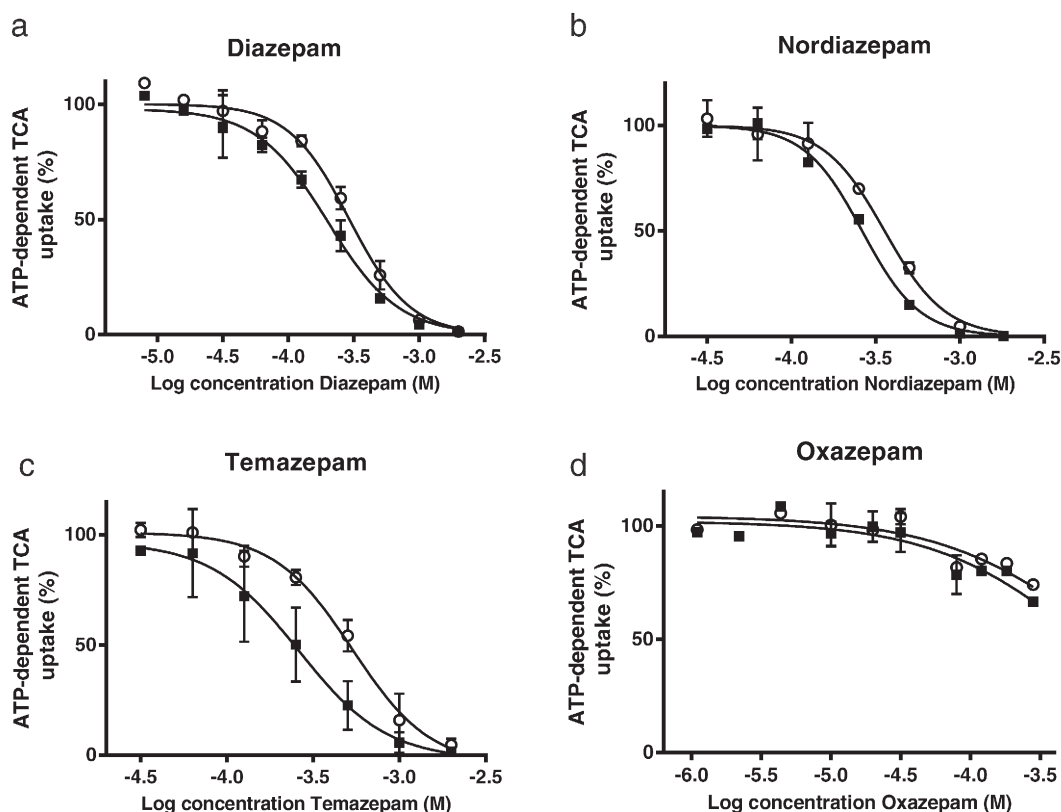 a
Diazepam
ATP-dependent TCA
uptake (%)
100
50
0
-5.0 -4.5 -4.0 -3.5 -3.0 -2.5
Log concentration Diazepam (M)
b
Nordiazepam
ATP-dependent TCA
uptake (%)
100
50
0
-4.5 -4.0 -3.5 -3.0 -2.5
Log concentration Nordiazepam (M)
c
Temazepam
ATP-dependent TCA
uptake (%)
100
50
0
-4.5 -4.0 -3.5 -3.0 -2.5
Log concentration Temazepam (M)
d
Oxazepam
ATP-dependent TCA
uptake (%)
100
50
0
-6.0 -5.5 -5.0 -4.5 -4.0 -3.5
Log concentration Oxazepam (M)